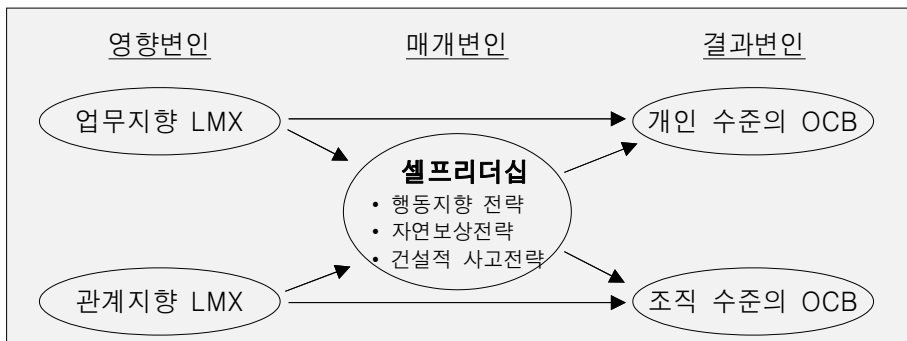 영향변인 매개변인 결과변인
업무지향 LMX 개인 수준의 OCB
셀프리더십
• 행동지향 전략
• 자연보상전략
• 건설적 사고전략
관계지향 LMX 조직 수준의 OCB